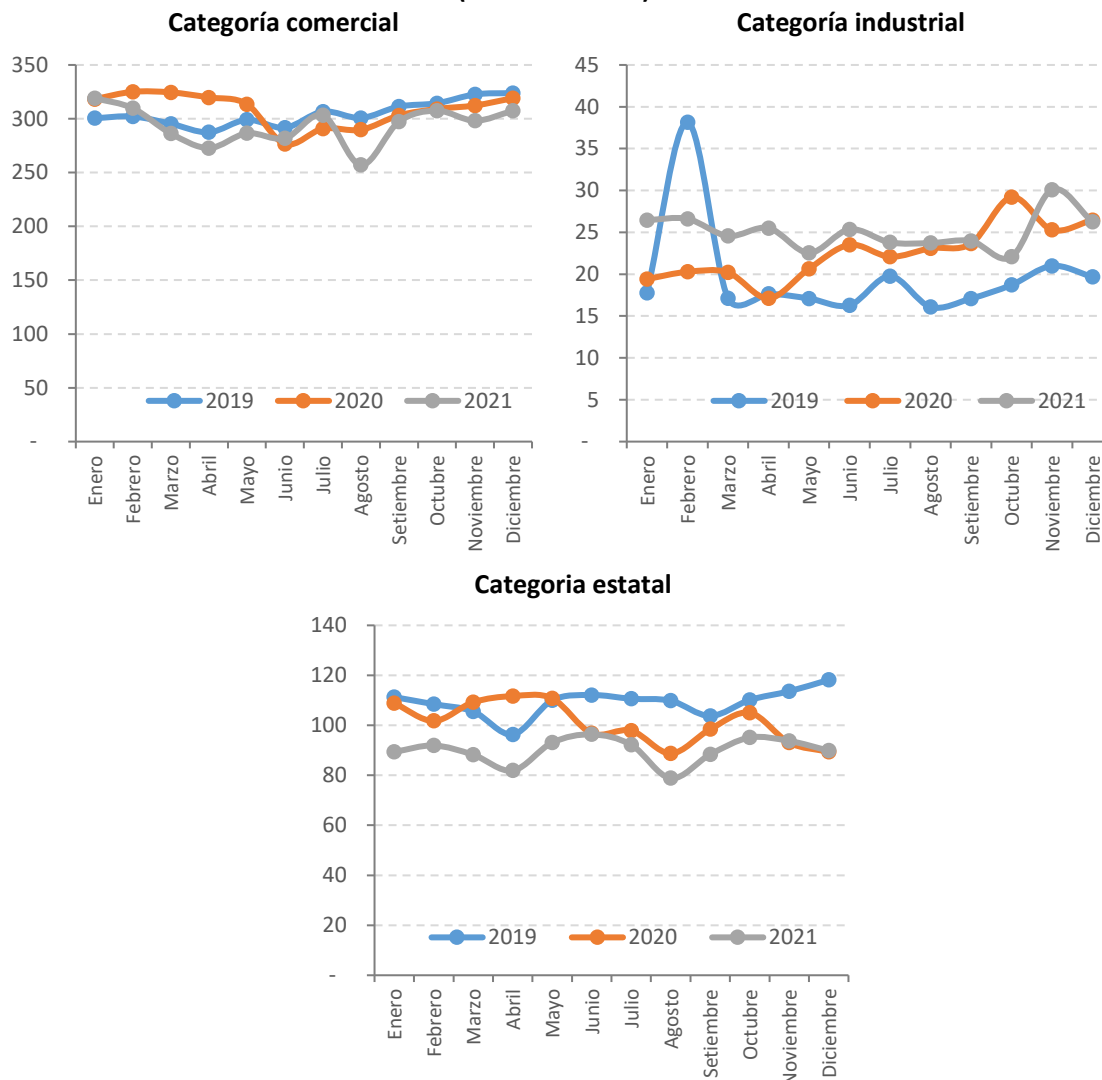 Categoría comercial
350
300
250
200
150
100
50
-
2019
2020
2021
Enero
Febrero
Marzo
Abril
Mayo
Junio
Julio
Agosto
Setiembre
Octubre
Noviembre
Diciembre
Categoría industrial
45
40
35
30
25
20
15
10
5
-
2019
2020
2021
Enero
Febrero
Marzo
Abril
Mayo
Junio
Julio
Agosto
Setiembre
Octubre
Noviembre
Diciembre
Categoria estatal
140
120
100
80
60
40
20
-
2019
2020
2021
Enero
Febrero
Marzo
Abril
Mayo
Junio
Julio
Agosto
Setiembre
Octubre
Noviembre
Diciembre